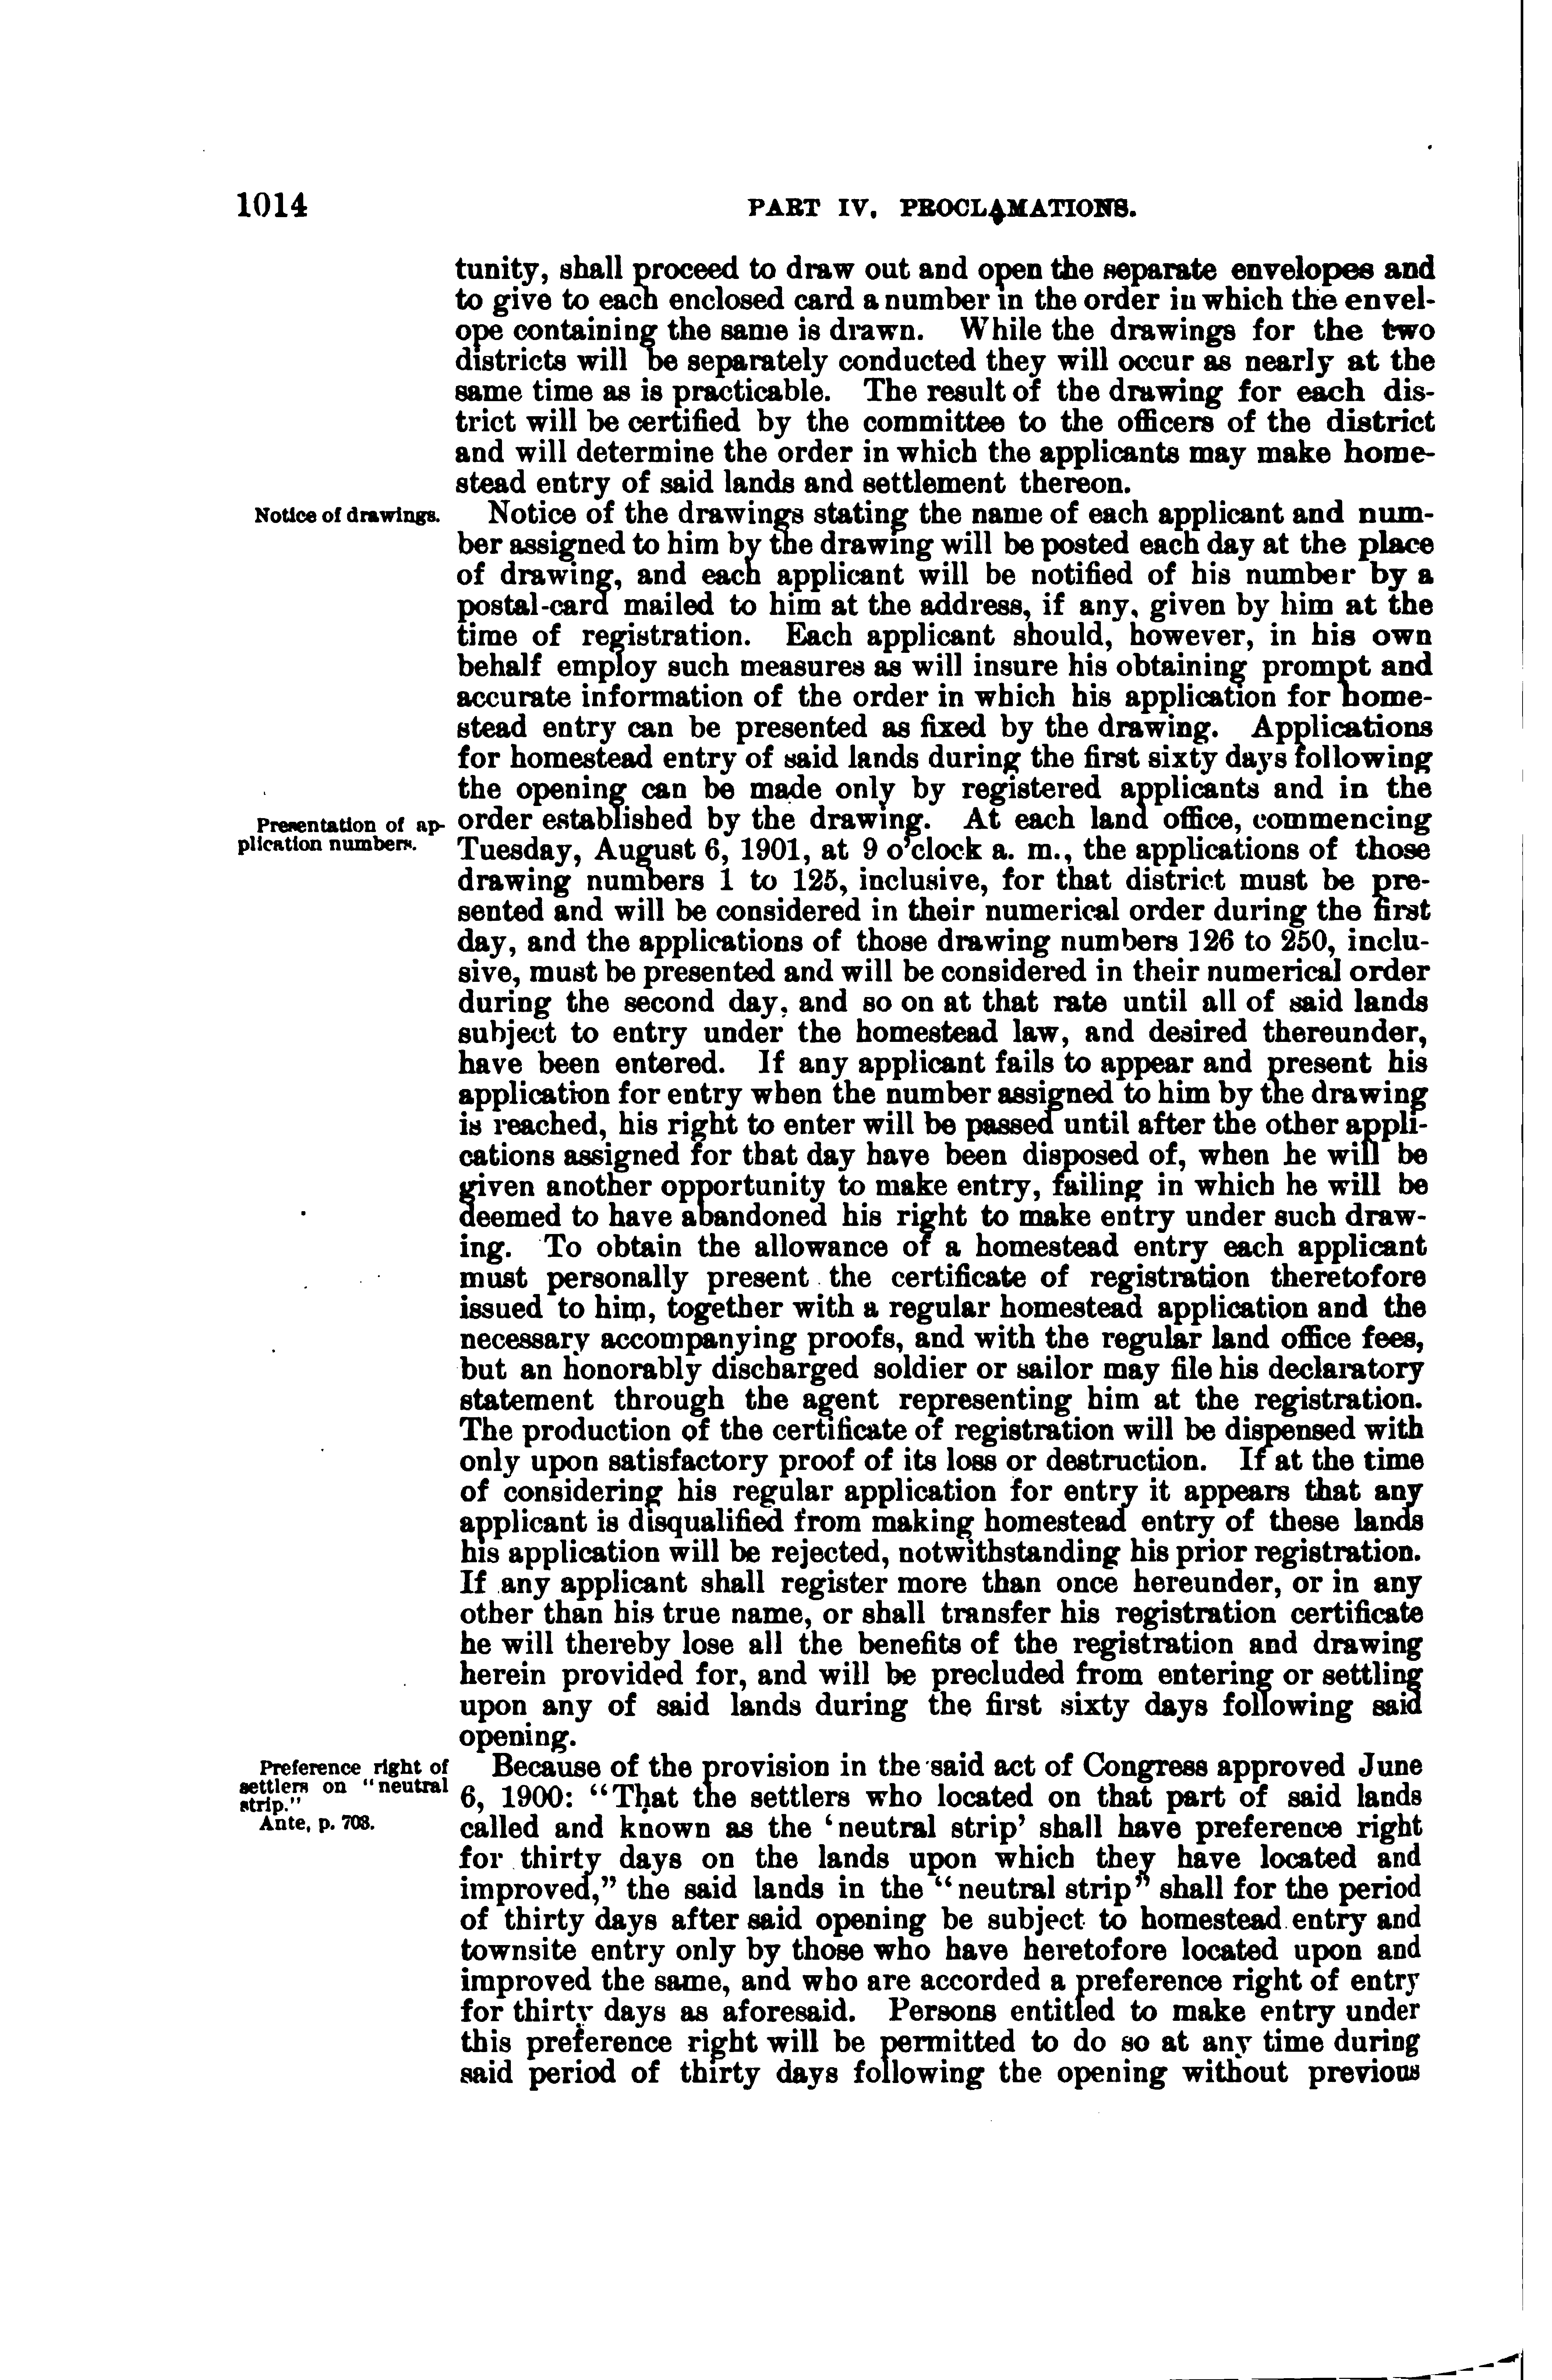 1014
PART IV. PROCLAMATIONS.
tunity, shall proceed to draw out and open the separate envelopes and
to give to each enclosed card a number in the order in which the envel-
ope containing the same is drawn. While the drawings for the two
districts will be separately conducted they will occur as nearly at the
same time as is practicable. The result of the drawing for each dis-
trict will be certified by the committee to the officers of the district
and will determine the order in which the applicants may make home-
stead entry of said lands and settlement thereon.
Notice of drawings.
Notice of the drawings stating the name of each applicant and num-
ber assigned to him by the drawing will be posted each day at the place
of drawing, and each applicant will be notified of his number by a
postal-card mailed to him at the address, if any, given by him at the
time of registration. Each applicant should, however, in his own
behalf employ such measures as will insure his obtaining prompt and
accurate information of the order in which his application for home-
stead entry can be presented as fixed by the drawing. Applications
for homestead entry of said lands during the first sixty days following
the opening can be made only by registered applicants and in the
Presentation of ap-
plication numbers.
order established by the drawing. At each land office, commencing
Tuesday, August 6, 1901, at 9 o'clock a. m., the applications of those
drawing numbers 1 to 125, inclusive, for that district must be pre-
sented and will be considered in their numerical order during the first
day, and the applications of those drawing numbers 126 to 250, inclu-
sive, must be presented and will be considered in their numerical order
during the second day, and so on at that rate until all of said lands
subject to entry under the homestead law, and desired thereunder,
have been entered. If any applicant fails to appear and present his
application for entry when the number assigned to him by the drawing
is reached, his right to enter will be passed until after the other appli-
cations assigned for that day have been disposed of, when he will be
given another opportunity to make entry, failing in which he will be
deemed to have abandoned his right to make entry under such draw-
ing. To obtain the allowance of a homestead entry each applicant
must personally present the certificate of registration theretofore
issued to him, together with a regular homestead application and the
necessary accompanying proofs, and with the regular land office fees,
but an honorably discharged soldier or sailor may file his declaratory
statement through the agent representing him at the registration.
The production of the certificate of registration will be dispensed with
only upon satisfactory proof of its loss or destruction. If at the time
of considering his regular application for entry it appears that any
applicant is disqualified from making homestead entry of these lands
his application will be rejected, notwithstanding his prior registration.
If any applicant shall register more than once hereunder, or in any
other than his true name, or shall transfer his registration certificate
he will thereby lose all the benefits of the registration and drawing
herein provided for, and will be precluded from entering or settling
upon any of said lands during the first sixty days following said
opening.
Preference right of
settlers on "neutral
strip."
Ante, p. 708.
Because of the provision in the said act of Congress approved June
6, 1900: "That the settlers who located on that part of said lands
called and known as the 'neutral strip' shall have preference right
for thirty days on the lands upon which they have located and
improved," the said lands in the "neutral strip" shall for the period
of thirty days after said opening be subject to homestead entry and
townsite entry only by those who have heretofore located upon and
improved the same, and who are accorded a preference right of entry
for thirty days as aforesaid. Persons entitled to make entry under
this preference right will be permitted to do so at any time during
said period of thirty days following the opening without previous